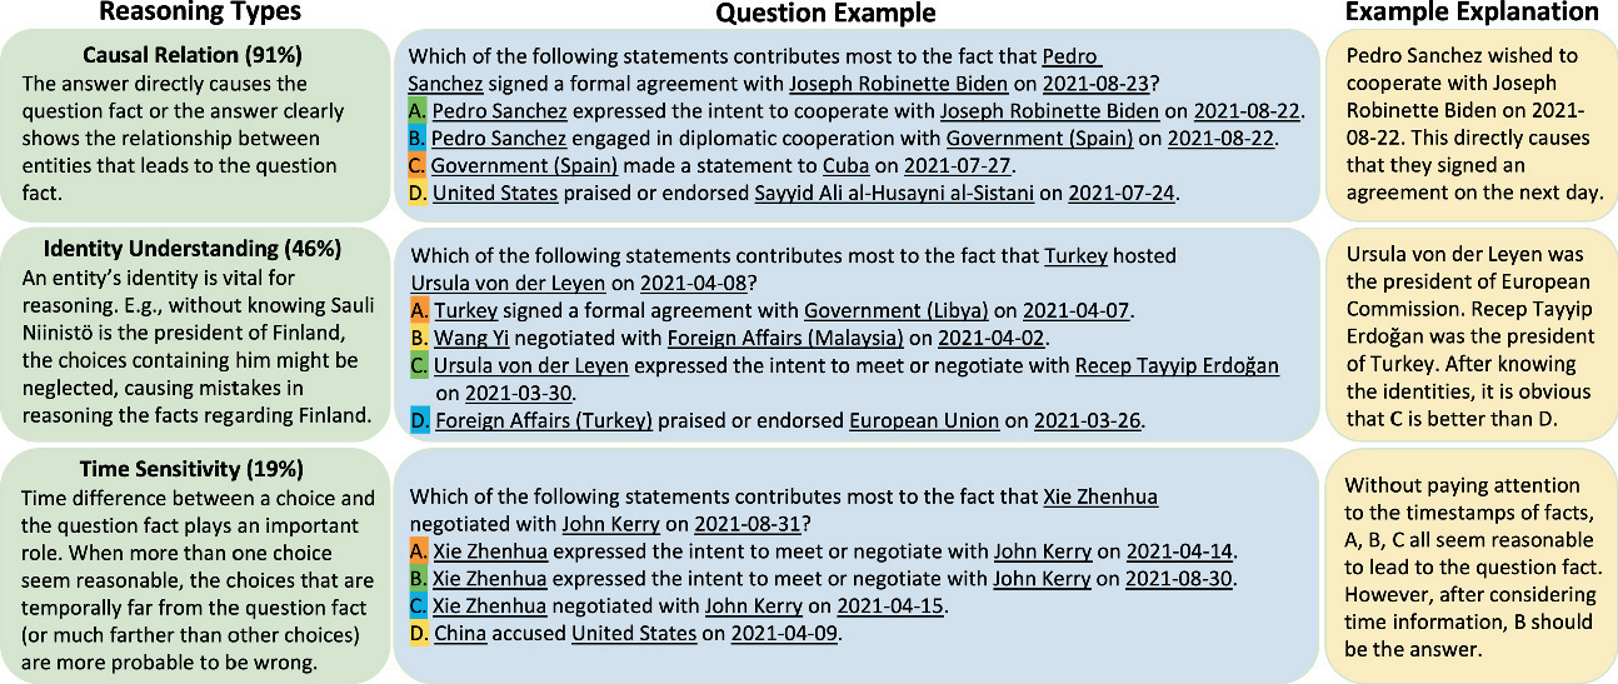 Reasoning Types
Question Example
Example Explanation
Causal Relation (91%)
The answer directly causes the
question fact or the answer clearly
shows the relationship between
entities that leads to the question
fact.
Which of the following statements contributes most to the fact that Pedro
Sanchez signed a formal agreement with Joseph Robinette Biden on 2021-08-23?
A. Pedro Sanchez expressed the intent to cooperate with Joseph Robinette Biden on 2021-08-22.
B. Pedro Sanchez engaged in diplomatic cooperation with Government (Spain) on 2021-08-22.
C. Government (Spain) made a statement to Cuba on 2021-07-27.
D. United States praised or endorsed Sayyid Ali al-Husayni al-Sistani on 2021-07-24.
Pedro Sanchez wished to
cooperate with Joseph
Robinette Biden on 2021-
08-22. This directly causes
that they signed an
agreement on the next day.
Identity Understanding (46%)
An entity's identity is vital for
reasoning. E.g., without knowing Sauli
Niinistö is the president of Finland,
the choices containing him might be
neglected, causing mistakes in
reasoning the facts regarding Finland.
Which of the following statements contributes most to the fact that Turkey hosted
Ursula von der Leyen on 2021-04-08?
A. Turkey signed a formal agreement with Government (Libya) on 2021-04-07.
B. Wang Yi negotiated with Foreign Affairs (Malaysia) on 2021-04-02.
C. Ursula von der Leyen expressed the intent to meet or negotiate with Recep Tayyip Erdoğan
on 2021-03-30.
D. Foreign Affairs (Turkey) praised or endorsed European Union on 2021-03-26.
Ursula von der Leyen was
the president of European
Commission. Recep Tayyip
Erdoğan was the president
of Turkey. After knowing
the identities, it is obvious
that C is better than D.
Time Sensitivity (19%)
Time difference between a choice and
the question fact plays an important
role. When more than one choice
seem reasonable, the choices that are
temporally far from the question fact
(or much farther than other choices)
are more probable to be wrong.
Which of the following statements contributes most to the fact that Xie Zhenhua
negotiated with John Kerry on 2021-08-31?
A. Xie Zhenhua expressed the intent to meet or negotiate with John Kerry on 2021-04-14.
B. Xie Zhenhua expressed the intent to meet or negotiate with John Kerry on 2021-08-30.
C. Xie Zhenhua negotiated with John Kerry on 2021-04-15.
D. China accused United States on 2021-04-09.
Without paying attention
to the timestamps of facts,
A, B, C all seem reasonable
to lead to the question fact.
However, after considering
time information, B should
be the answer.